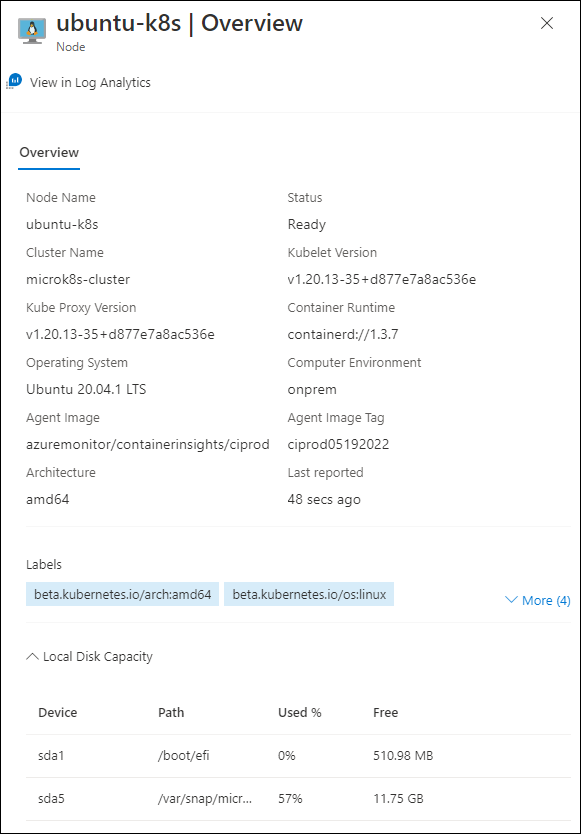 ubuntu-k8s | Overview
Node
View in Log Analytics
Overview
Node Name
Status
ubuntu-k8s
Ready
Cluster Name
Kubelet Version
microk8s-cluster
v1.20.13-35+d877e7a8ac536e
Kube Proxy Version
Container Runtime
v1.20.13-35+d877e7a8ac536e
containerd://1.3.7
Operating System
Computer Environment
Ubuntu 20.04.1 LTS
onprem
Agent Image
Agent Image Tag
azuremonitor/containerinsights/ciprod
ciprod05192022
Architecture
Last reported
amd64
48 secs ago
Labels
beta.kubernetes.io/arch:amd64 beta.kubernetes.io/os:linux
More (4)
Local Disk Capacity
Device Path Used % Free
sda1 /boot/efi 0% 510.98 MB
sda5 /var/snap/micr... 57% 11.75 GB